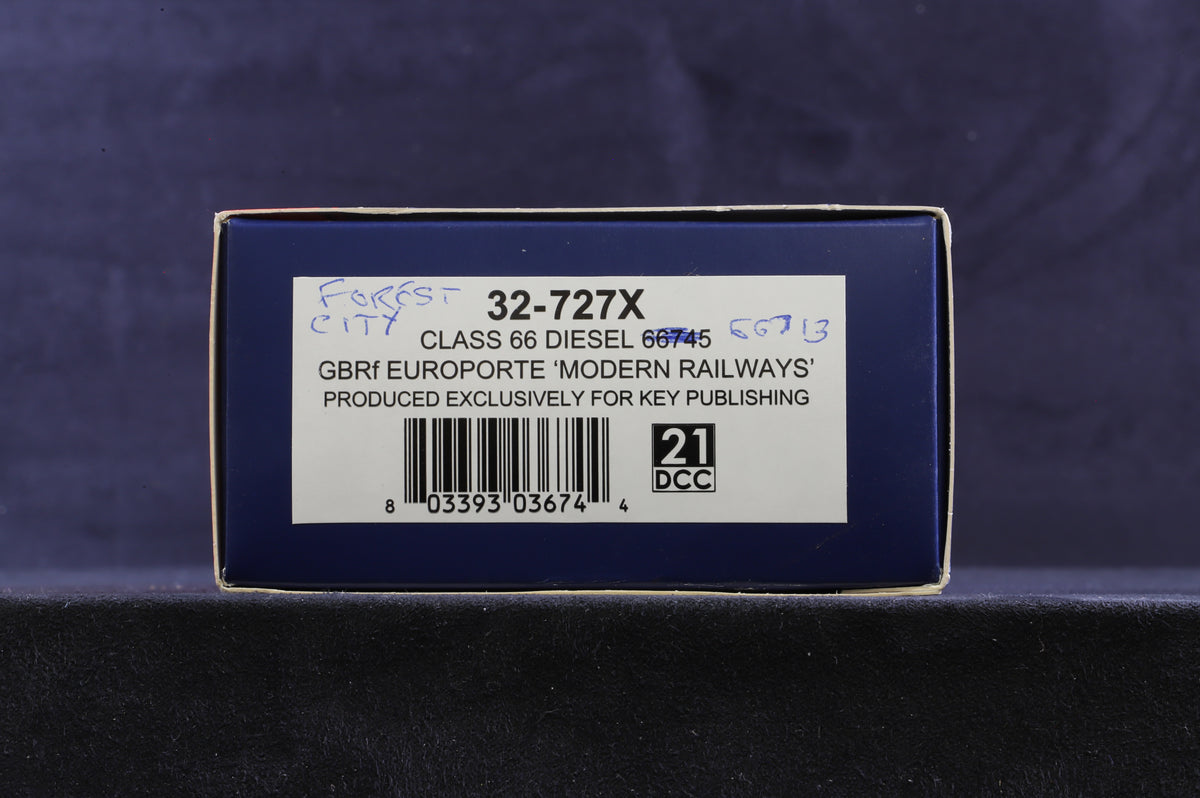 FOREST 32-727X
CITY
CLASS 66 DIESEL 66745 66713
GBRf EUROPORTE ‘MODERN RAILWAYS’
PRODUCED EXCLUSIVELY FOR KEY PUBLISHING
21
DCC
8 03393 03674 4